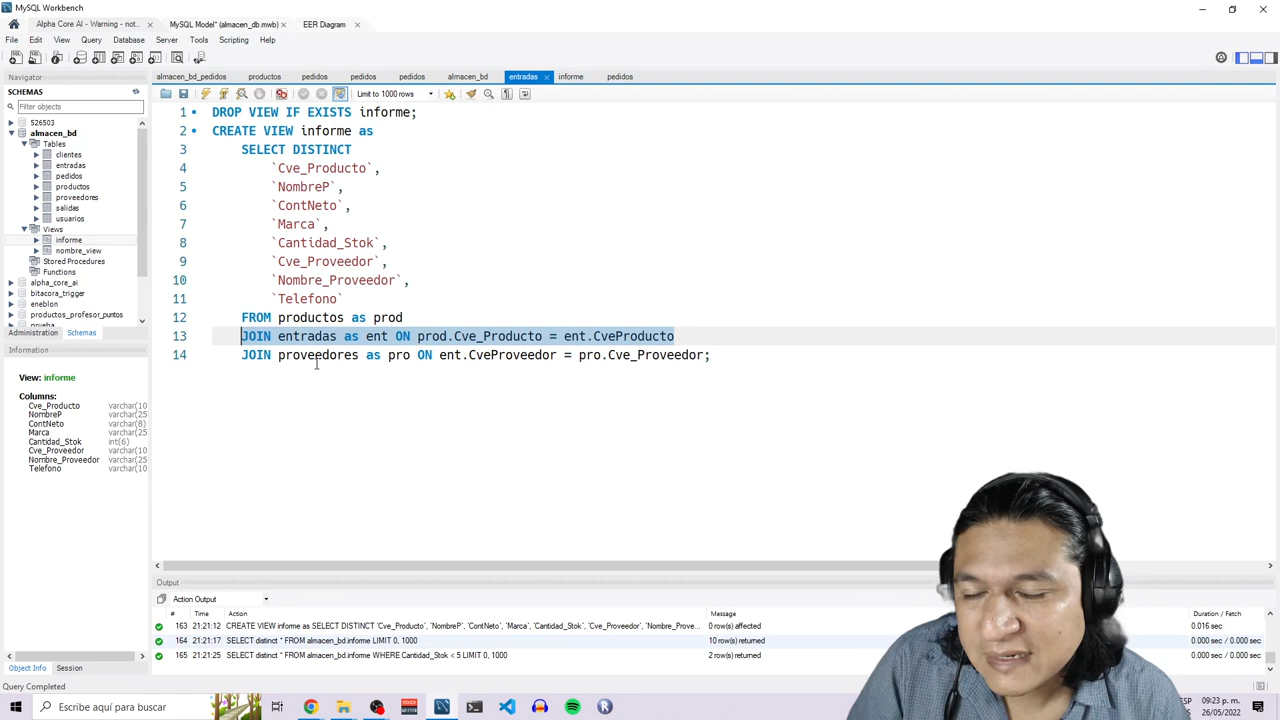 MySQL Workbench
Alpha Core AI - Warning - not...
MySQL Model* (almacen_db.mwb)
EER Diagram
File Edit View Query Database Server Tools Scripting Help
Navigator
SCHEMAS
Filter objects
526503
almacen_bd
Tables
clientes
entradas
pedidos
productos
proveedores
salidas
usuarios
Views
informe
nombre_view
Stored Procedures
Functions
alpha_core_ai
bitacora_trigger
eneblon
prueba
Administration Schemas
Information
View: informe
Columns:
Cve_Producto varchar(10
NombreP varchar(25
ContNeto varchar(8)
Marca varchar(25
Cantidad_Stok int(6)
Cve_Proveedor varchar(10
Nombre_Proveedor varchar(25
Telefono varchar(10
Object Info Session
Query Completed
almacen_bd_pedidos productos pedidos pedidos pedidos almacen_bd entradas informe pedidos
Limit to 1000 rows
1 DROP VIEW IF EXISTS informe;
2 CREATE VIEW informe as
3 SELECT DISTINCT
4 `Cve_Producto`,
5 `NombreP`,
6 `ContNeto`,
7 `Marca`,
8 `Cantidad_Stok`,
9 `Cve_Proveedor`,
10 `Nombre_Proveedor`,
11 `Telefono`
12 FROM productos as prod
13 JOIN entradas as ent ON prod.Cve_Producto = ent.CveProducto
14 JOIN proveedores as pro ON ent.CveProveedor = pro.Cve_Proveedor;
Output
Action Output
# Time Action Message Duration / Fetch
163 21:21:12 CREATE VIEW informe as SELECT DISTINCT `Cve_Producto`, `NombreP`, `ContNeto`, `Marca`, `Cantidad_Stok`, `Cve_Proveedor`, `Nombre_Prove... 0 row(s) affected 0.016 sec
164 21:21:17 SELECT distinct * FROM almacen_bd.informe LIMIT 0, 1000 10 row(s) returned 0.000 sec / 0.000 sec
165 21:21:25 SELECT distinct * FROM almacen_bd.informe WHERE Cantidad_Stok < 5 LIMIT 0, 1000 2 row(s) returned 0.000 sec / 0.000 sec
Escribe aquí para buscar
09:23 p. m.
26/05/2022